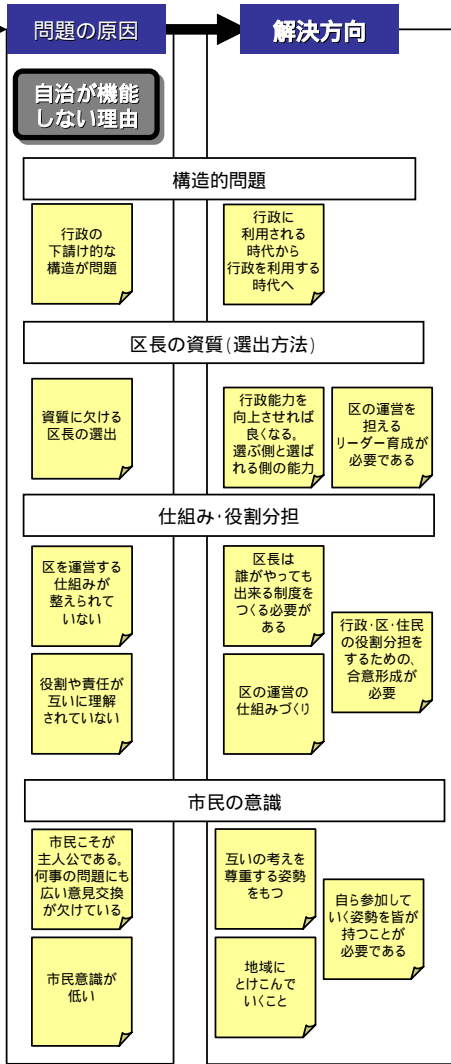 問題の原因
解決方向
自治が機能
しない理由
構造的問題
行政の
下請け的な
構造が問題
行政に
利用される
時代から
行政を利用する
時代へ
区長の資質(選出方法)
資質に欠ける
区長の選出
行政能力を
向上させれば
良くなる。
選ぶ側と選ば
れる側の能力
区の運営を
担える
リーダー育成が
必要である
仕組み・役割分担
区を運営する
仕組みが
整えられて
いない
区長は
誰がやっても
出来る制度を
つくる必要が
ある
行政・区・住民
の役割分担を
するための、
合意形成が
必要
役割や責任が
互いに理解
されていない
区の運営の
仕組みづくり
市民の意識
市民こそが
主人公である。
何事の問題にも
広い意見交換
が欠けている
互いの考えを
尊重する姿勢
をもつ
自ら参加して
いく姿勢を皆が
持つことが
必要である
市民意識が
低い
地域に
とけこんで
いくこと